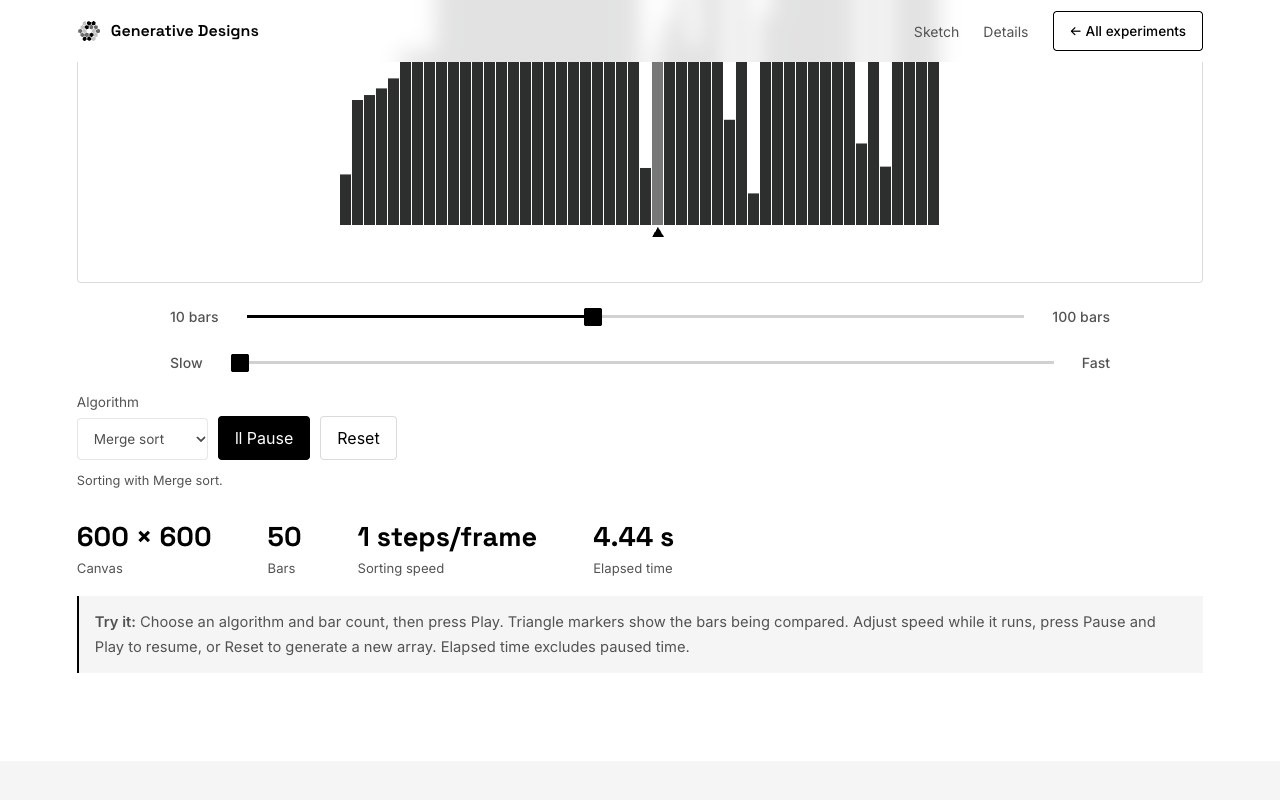 Generative Designs
Sketch
Details
← All experiments
10 bars
100 bars
Slow
Fast
Algorithm
Merge sort
II Pause
Reset
Sorting with Merge sort.
600 × 600
Canvas
50
Bars
1 steps/frame
Sorting speed
4.44 s
Elapsed time
Try it: Choose an algorithm and bar count, then press Play. Triangle markers show the bars being compared. Adjust speed while it runs, press Pause and
Play to resume, or Reset to generate a new array. Elapsed time excludes paused time.